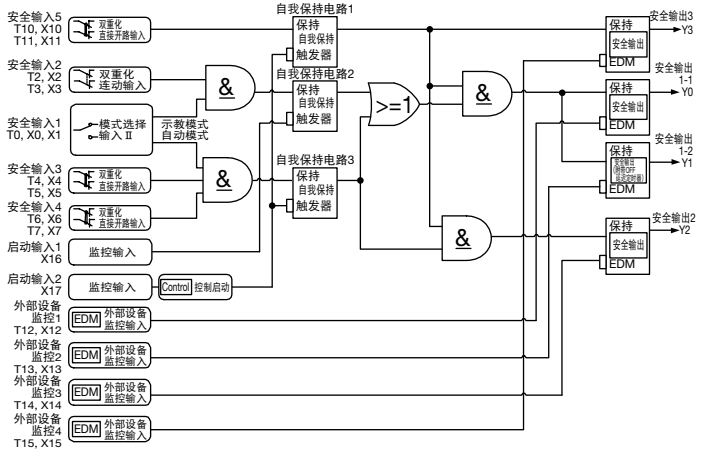 安全输入5
T10, X10
T11, X11
双重化
直接开路输入
安全输入2
T2, X2
T3, X3
双重化
连动输入
安全输入1
T0, X0, X1
模式选择
输入 II
示教模式
自动模式
安全输入3
T4, X4
T5, X5
双重化
直接开路输入
安全输入4
T6, X6
T7, X7
双重化
直接开路输入
启动输入1
X16
监控输入
启动输入2
X17
监控输入
Control 控制启动
外部设备
监控1
T12, X12
EDM 外部设备
监控输入
外部设备
监控2
T13, X13
EDM 外部设备
监控输入
外部设备
监控3
T14, X14
EDM 外部设备
监控输入
外部设备
监控4
T15, X15
EDM 外部设备
监控输入
&
&
自我保持电路1
保持
自我保持
触发器
自我保持电路2
保持
自我保持
触发器
自我保持电路3
保持
自我保持
触发器
>=1
&
&
保持
安全输出
EDM
安全输出3
Y3
保持
安全输出
EDM
安全输出
1-1
Y0
保持
安全输出
(附带OFF
延迟定时器)
EDM
安全输出
1-2
Y1
保持
安全输出
EDM
安全输出2
Y2